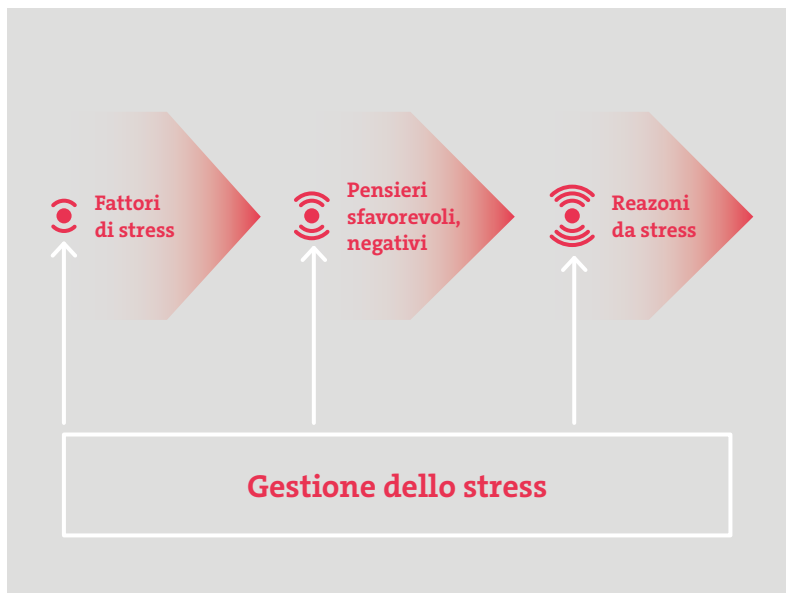 Fattori
di stress
Pensieri
sfavorevoli,
negativi
Reazoni
da stress
Gestione dello stress